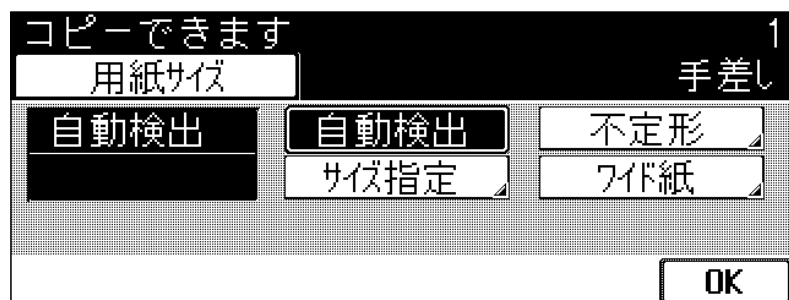 コピーできます 1
用紙サイズ 手差し
自動検出 自動検出 不定形
サイズ指定 ワイド紙
OK